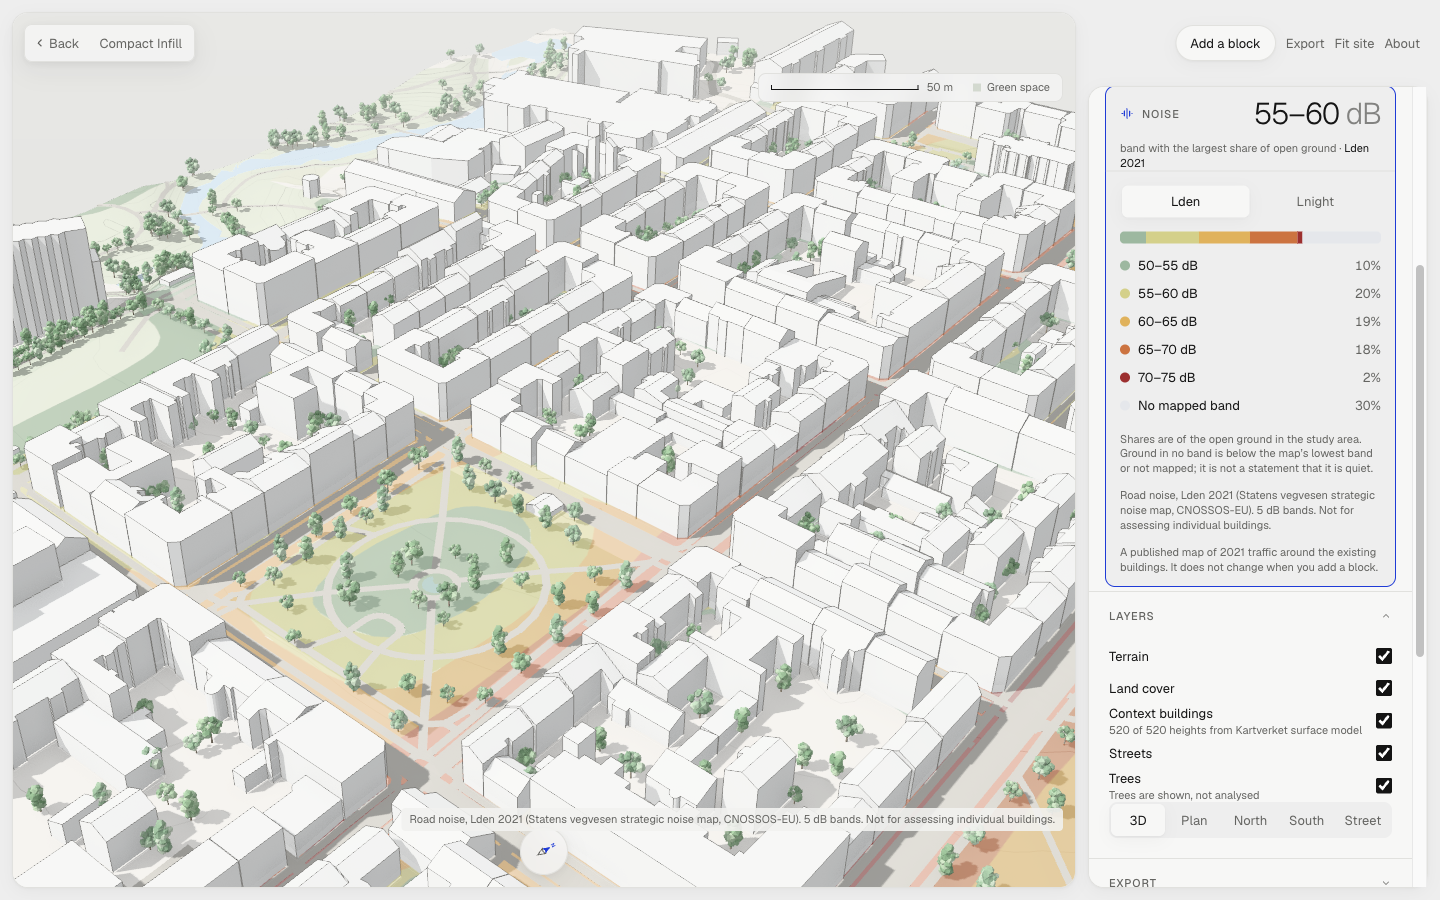 Back
Compact Infill
Add a block
Export
Fit site
About
50 m
Green space
NOISE
55–60 dB
band with the largest share of open ground · Lden
2021
Lden
Lnight
50–55 dB 10%
55–60 dB 20%
60–65 dB 19%
65–70 dB 18%
70–75 dB 2%
No mapped band 30%
Shares are of the open ground in the study area.
Ground in no band is below the map's lowest band
or not mapped; it is not a statement that it is quiet.
Road noise, Lden 2021 (Statens vegvesen strategic
noise map, CNOSSOS-EU). 5 dB bands. Not for
assessing individual buildings.
A published map of 2021 traffic around the existing
buildings. It does not change when you add a block.
LAYERS
Terrain
Land cover
Context buildings
520 of 520 heights from Kartverket surface model
Streets
Trees
Trees are shown, not analysed
3D
Plan
North
South
Street
Road noise, Lden 2021 (Statens vegvesen strategic noise map, CNOSSOS-EU). 5 dB bands. Not for assessing individual buildings.
EXPORT